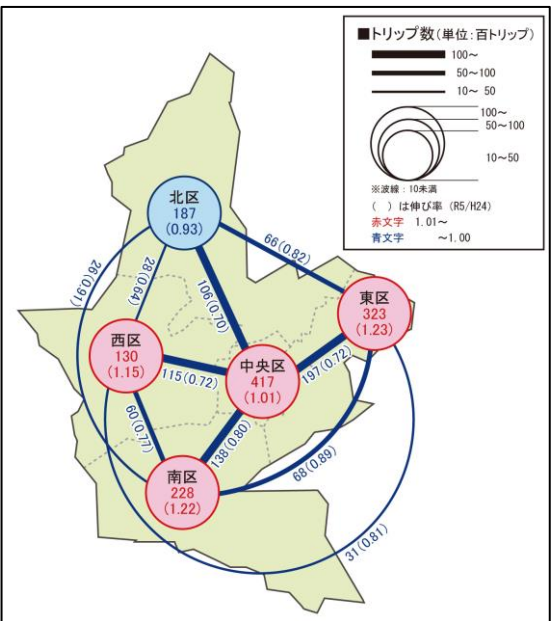 ■トリップ数(単位:百トリップ)
100～
50～100
10～ 50
100～
50～100
10～50
※波線：10未満
( )は伸び率 (R5/H24)
赤文字 1.01～
青文字 ～1.00
北区
187
(0.93)
66(0.82)
26(0.91)
28(0.64)
106(0.70)
東区
323
(1.23)
西区
130
(1.15)
115(0.72)
中央区
417
(1.01)
197(0.72)
60(0.77)
138(0.80)
68(0.89)
南区
228
(1.22)
31(0.81)